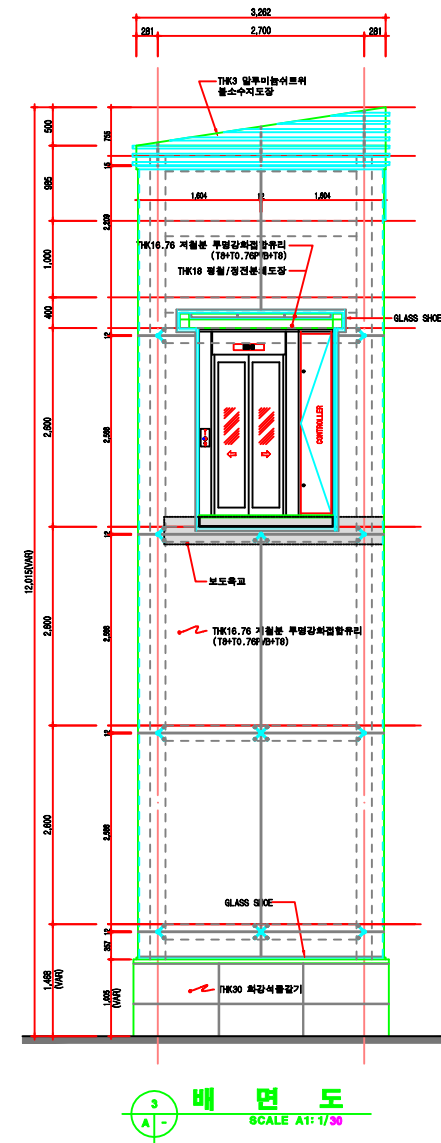 3,262
281
2,700
281
THK3 알루미늄쉬트위
불소수지도장
500
755
985
15
1,604
12
1,604
2,209
THK16.76 저철분 투명강화접합유리
(T8+T0.76PVB+T8)
THK18 평철/정전분체도장
1,000
400
GLASS SHOE
12
CONTROLLER
2,600
2,588
12,015(VAR)
12
보도육교
THK16.76 저철분 투명강화접합유리
(T8+T0.76PVB+T8)
2,600
2,588
12
2,600
2,588
GLASS SHOE
12
357
1,468
(VAR)
1,605
(VAR)
THK30 화강석물갈기
3
A -
배 면 도
SCALE A1: 1/30